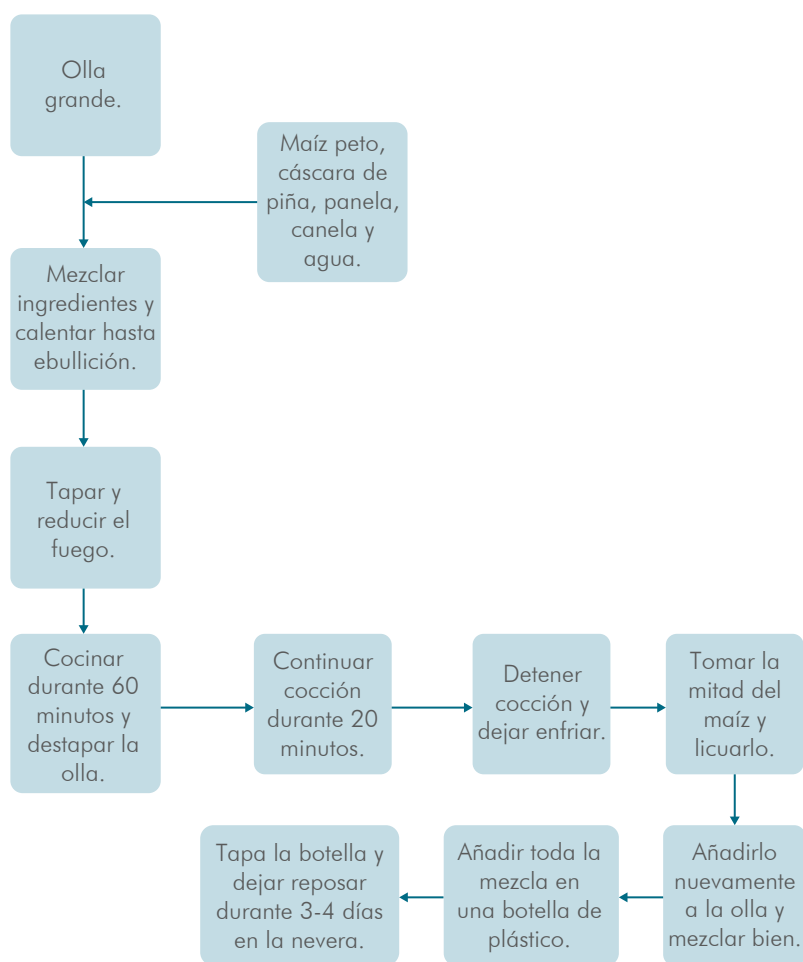 Olla
grande.
Maíz peto,
cáscara de
piña, panela,
canela y
agua.
Mezclar
ingredientes y
calentar hasta
ebullición.
Tapar y
reducir el
fuego.
Cocinar
durante 60
minutos y
destapar la
olla.
Continuar
cocción
durante 20
minutos.
Detener
cocción y
dejar enfriar.
Tomar la
mitad del
maíz y
licuarlo.
Añadirlo
nuevamente
a la olla y
mezclar bien.
Añadir toda la
mezcla en
una botella de
plástico.
Tapa la botella y
dejar reposar
durante 3-4 días
en la nevera.